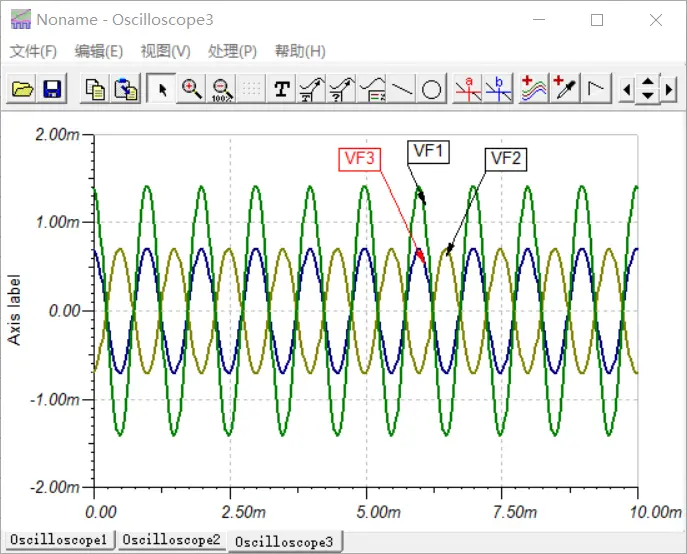 Noname - Oscilloscope3
文件(F) 编辑(E) 视图(V) 处理(P) 帮助(H)
100%
T
T
?
a
b
2.00m
VF3
VF1
VF2
1.00m
Axis label
0.00
-1.00m
-2.00m
0.00 2.50m 5.00m 7.50m 10.00m
Oscilloscope1 Oscilloscope2 Oscilloscope3